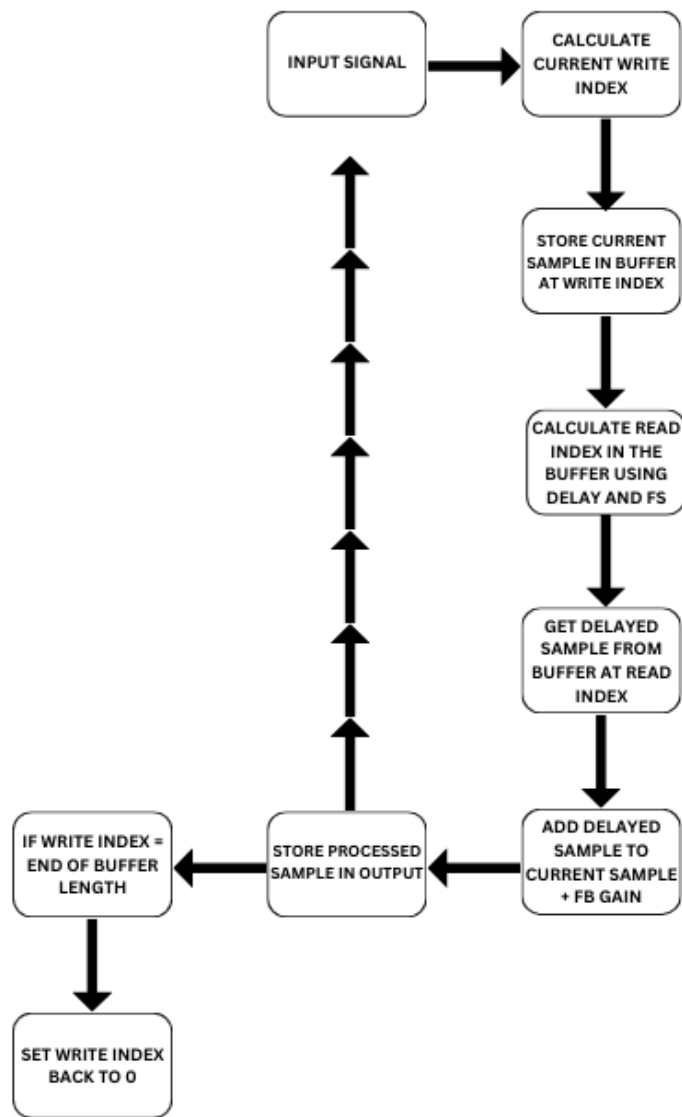 INPUT SIGNAL
CALCULATE
CURRENT WRITE
INDEX
STORE CURRENT
SAMPLE IN BUFFER
AT WRITE INDEX
CALCULATE READ
INDEX IN THE
BUFFER USING
DELAY AND FS
GET DELAYED
SAMPLE FROM
BUFFER AT READ
INDEX
ADD DELAYED
SAMPLE TO
CURRENT SAMPLE
+ FB GAIN
STORE PROCESSED
SAMPLE IN OUTPUT
IF WRITE INDEX =
END OF BUFFER
LENGTH
SET WRITE INDEX
BACK TO 0